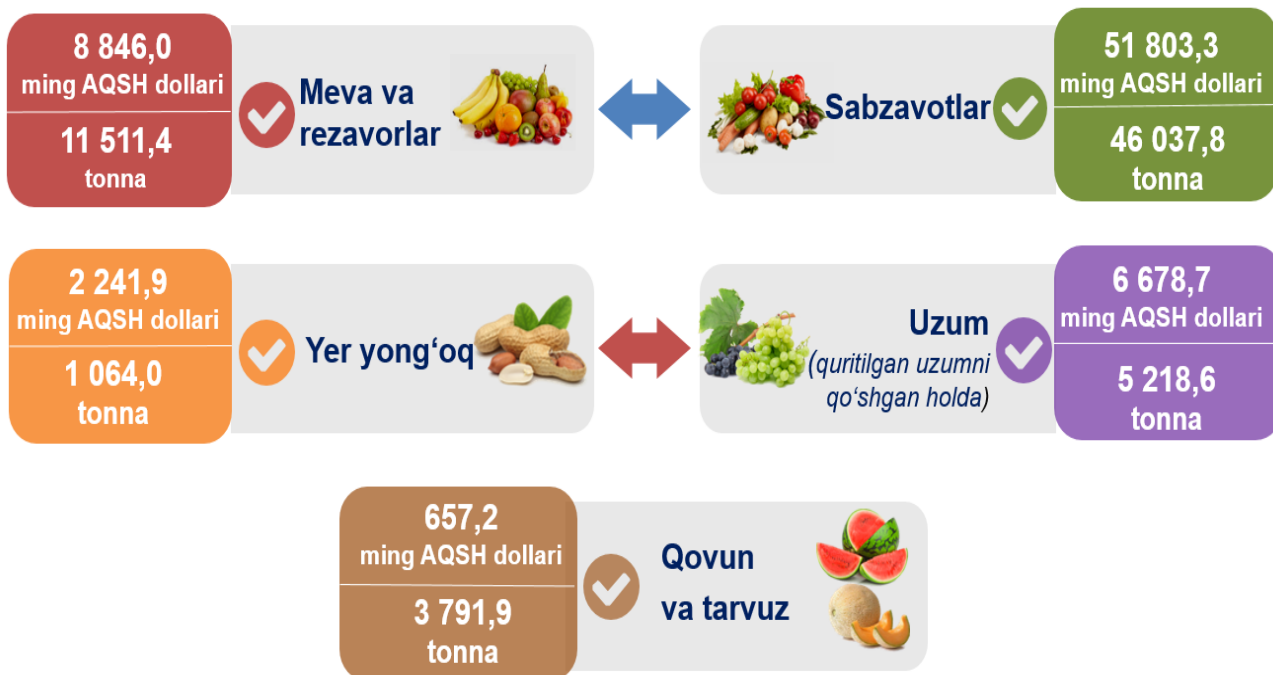 8 846,0
ming AQSH dollari
11 511,4
tonna
Meva va
rezavorlar
Sabzavotlar
51 803,3
ming AQSH dollari
46 037,8
tonna
2 241,9
ming AQSH dollari
1 064,0
tonna
Yer yong‘oq
Uzum
(quritilgan uzumni
qo‘shgan holda)
6 678,7
ming AQSH dollari
5 218,6
tonna
657,2
ming AQSH dollari
3 791,9
tonna
Qovun
va tarvuz